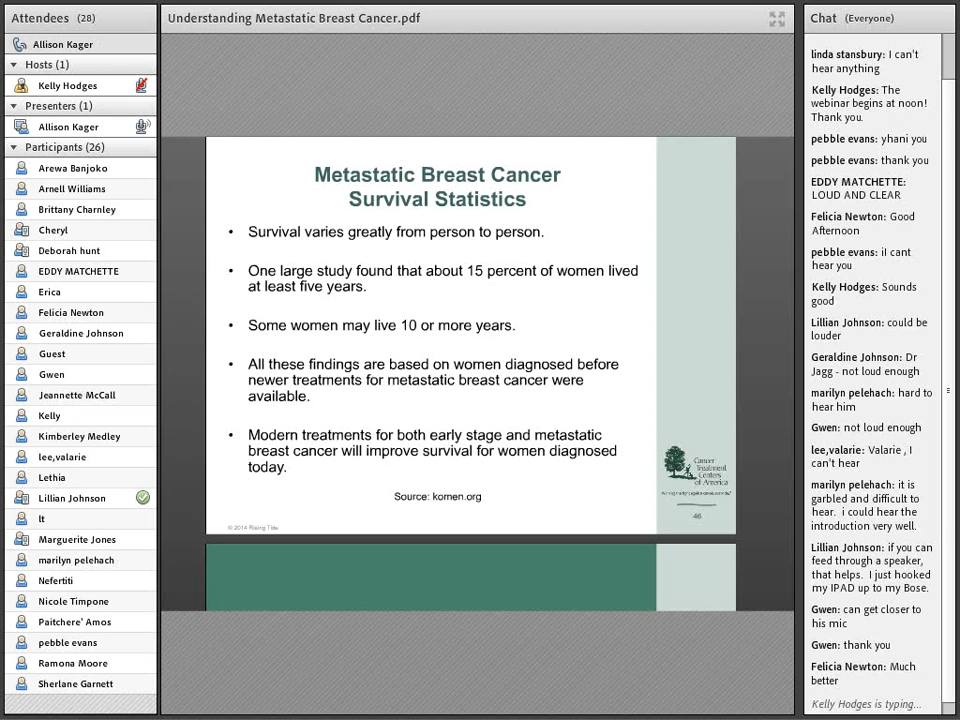 Attendees (28)
Allison Kager
Hosts (1)
Kelly Hodges
Presenters (1)
Allison Kager
Participants (26)
Arewa Banjoko
Arnell Williams
Brittany Charnley
Cheryl
Deborah hunt
EDDY MATCHETTE
Erica
Felicia Newton
Geraldine Johnson
Guest
Gwen
Jeannette McCall
Kelly
Kimberley Medley
lee,valarie
Lethia
Lillian Johnson
lt
Marguerite Jones
marilyn pelehach
Nefertiti
Nicole Timpone
Paitchere' Amos
pebble evans
Ramona Moore
Sherlane Garnett
Understanding Metastatic Breast Cancer.pdf
Metastatic Breast Cancer
Survival Statistics
• Survival varies greatly from person to person.
• One large study found that about 15 percent of women lived
at least five years.
• Some women may live 10 or more years.
• All these findings are based on women diagnosed before
newer treatments for metastatic breast cancer were
available.
• Modern treatments for both early stage and metastatic
breast cancer will improve survival for women diagnosed
today.
Source: komen.org
© 2014 Rising Tide
Cancer
Treatment
Centers
of America
46
Chat (Everyone)
linda stansbury: I can't
hear anything
Kelly Hodges: The
webinar begins at noon!
Thank you.
pebble evans: yhani you
pebble evans: thank you
EDDY MATCHETTE:
LOUD AND CLEAR
Felicia Newton: Good
Afternoon
pebble evans: iI cant
hear you
Kelly Hodges: Sounds
good
Lillian Johnson: could be
louder
Geraldine Johnson: Dr
Jagg - not loud enough
marilyn pelehach: hard to
hear him
Gwen: not loud enough
lee,valarie: Valarie , I
can't hear
marilyn pelehach: it is
garbled and difficult to
hear. i could hear the
introduction very well.
Lillian Johnson: if you can
feed through a speaker,
that helps. I just hooked
my IPAD up to my Bose.
Gwen: can get closer to
his mic
Gwen: thank you
Felicia Newton: Much
better
Kelly Hodges is typing...